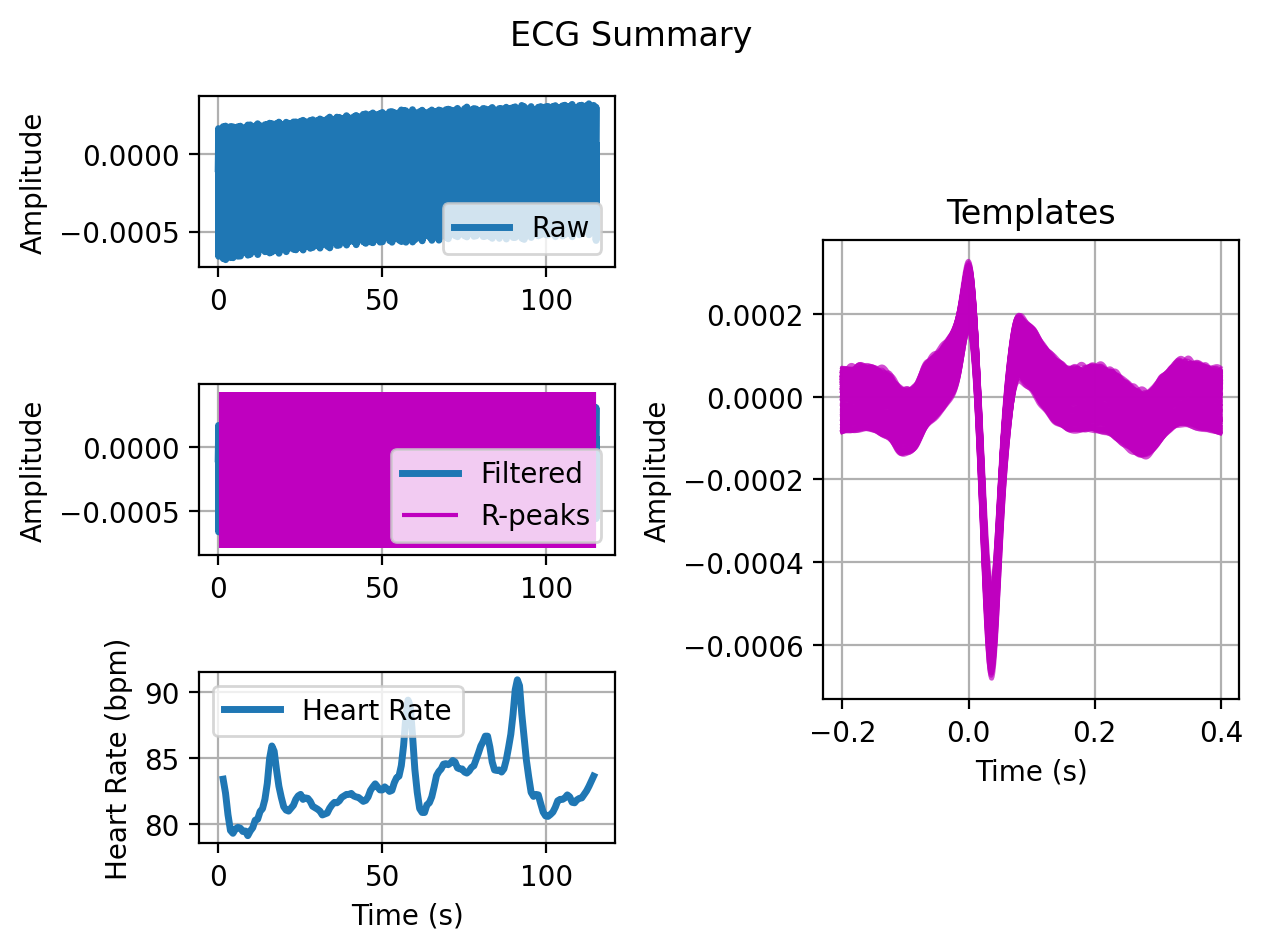 ECG Summary
Amplitude
0.0000
−0.0005
Raw
0
50
100
Amplitude
0.0000
−0.0005
Filtered
R-peaks
0
50
100
Heart Rate (bpm)
90
85
80
Heart Rate
0
50
100
Time (s)
Templates
Amplitude
0.0002
0.0000
−0.0002
−0.0004
−0.0006
−0.2
0.0
0.2
0.4
Time (s)